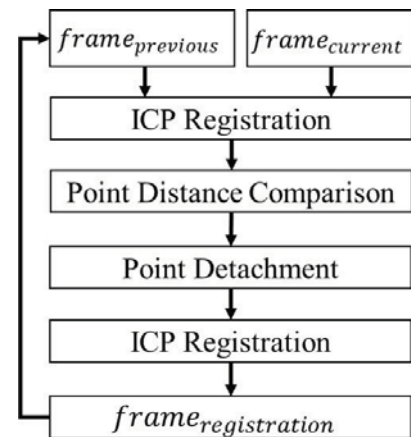 frame_previous frame_current
ICP Registration
Point Distance Comparison
Point Detachment
ICP Registration
frame_registration